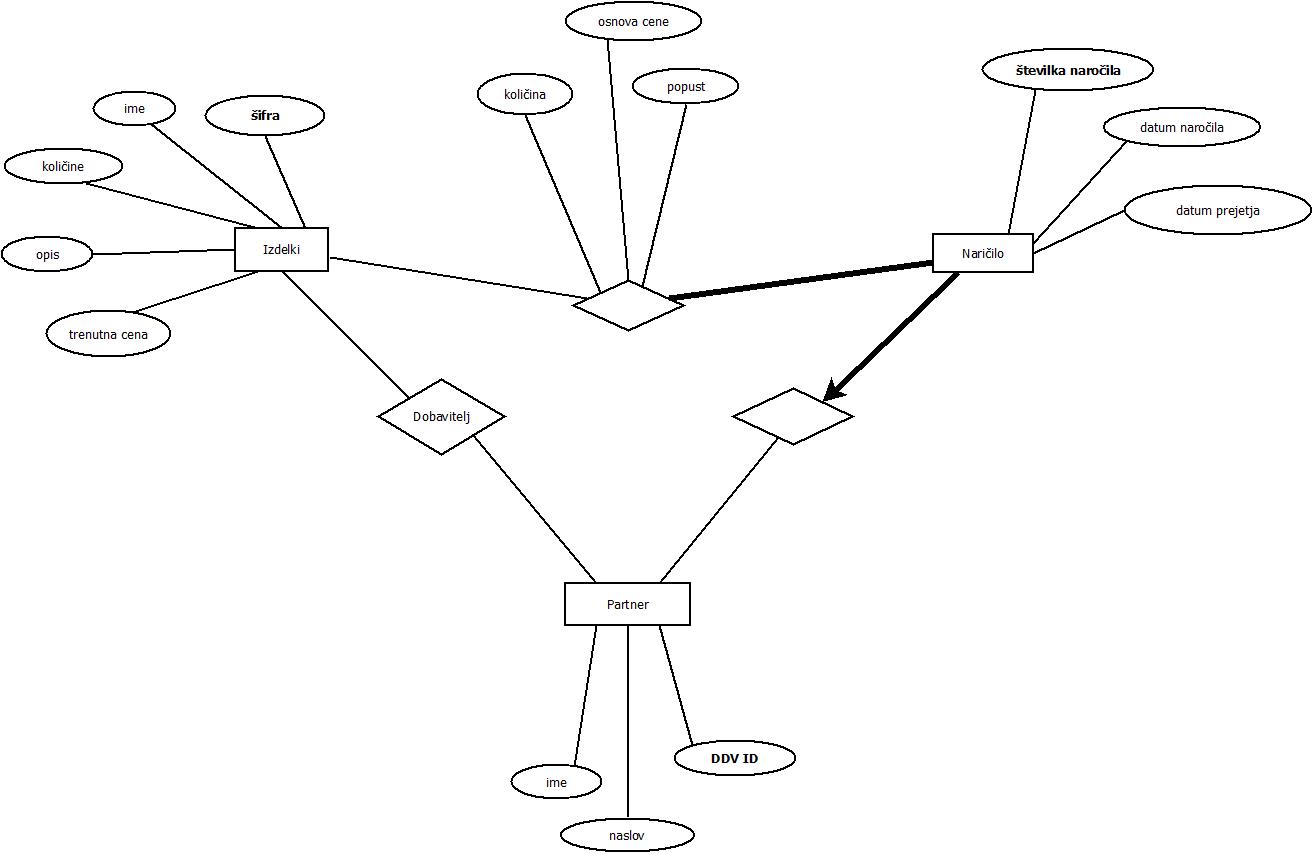 osnova cene
številka naročila
popust
količina
ime
šifra
datum naročila
količine
datum prejetja
Izdelki
Naričilo
opis
trenutna cena
Dobavitelj
Partner
DDV ID
ime
naslov